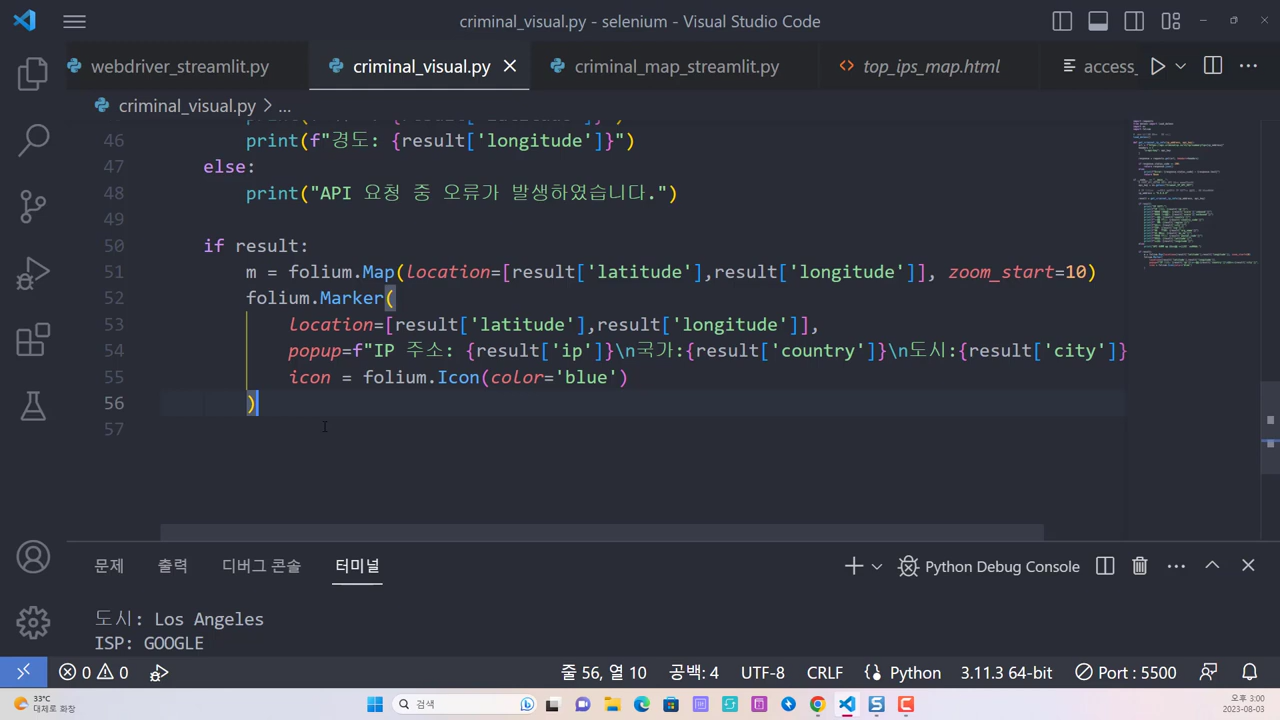 criminal_visual.py - selenium - Visual Studio Code
webdriver_streamlit.py
criminal_visual.py
criminal_map_streamlit.py
top_ips_map.html
access_
criminal_visual.py > ...
46 print(f"경도: {result['longitude']}")
47 else:
48 print("API 요청 중 오류가 발생하였습니다.")
49
50 if result:
51 m = folium.Map(location=[result['latitude'],result['longitude']], zoom_start=10)
52 folium.Marker(
53 location=[result['latitude'],result['longitude']],
54 popup=f"IP 주소: {result['ip']}\n국가:{result['country']}\n도시:{result['city']}
55 icon = folium.Icon(color='blue')
56 )
57
문제 출력 디버그 콘솔 터미널 Python Debug Console
도시: Los Angeles
ISP: GOOGLE
0 0 줄 56, 열 10 공백: 4 UTF-8 CRLF Python 3.11.3 64-bit Port : 5500
33°C
대체로 화창
검색
오후 3:00
2023-08-03